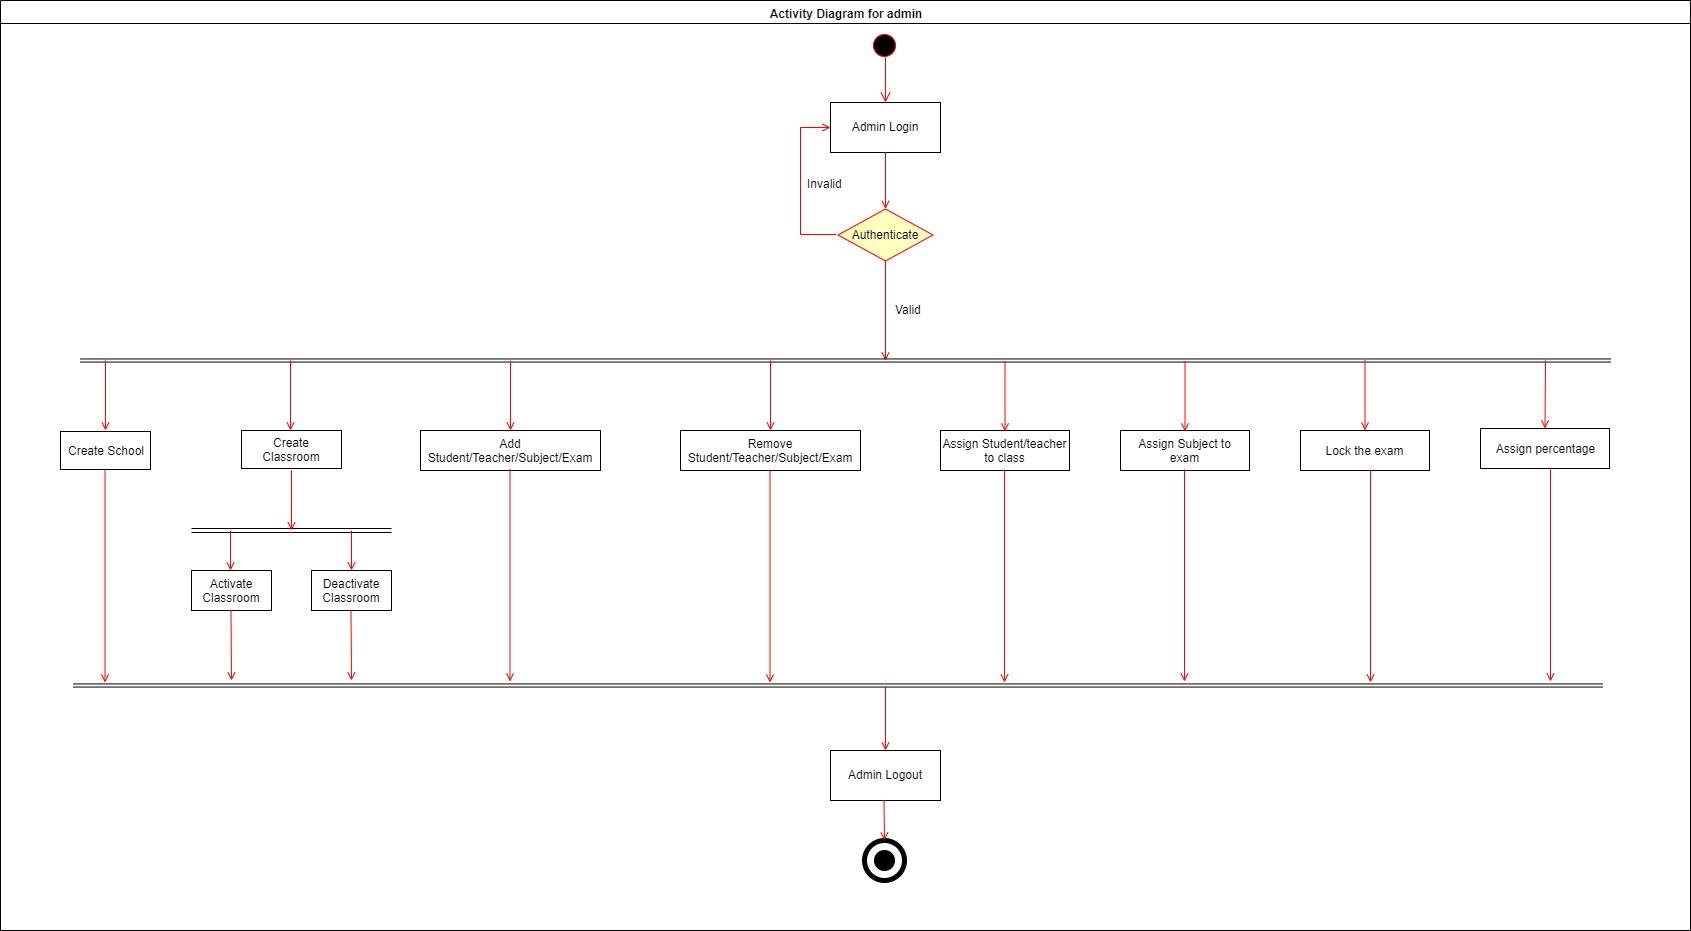 Activity Diagram for admin
Admin Login
Invalid
Authenticate
Valid
Create School
Create
Classroom
Add
Student/Teacher/Subject/Exam
Remove
Student/Teacher/Subject/Exam
Assign Student/teacher
to class
Assign Subject to
exam
Lock the exam
Assign percentage
Activate
Classroom
Deactivate
Classroom
Admin Logout